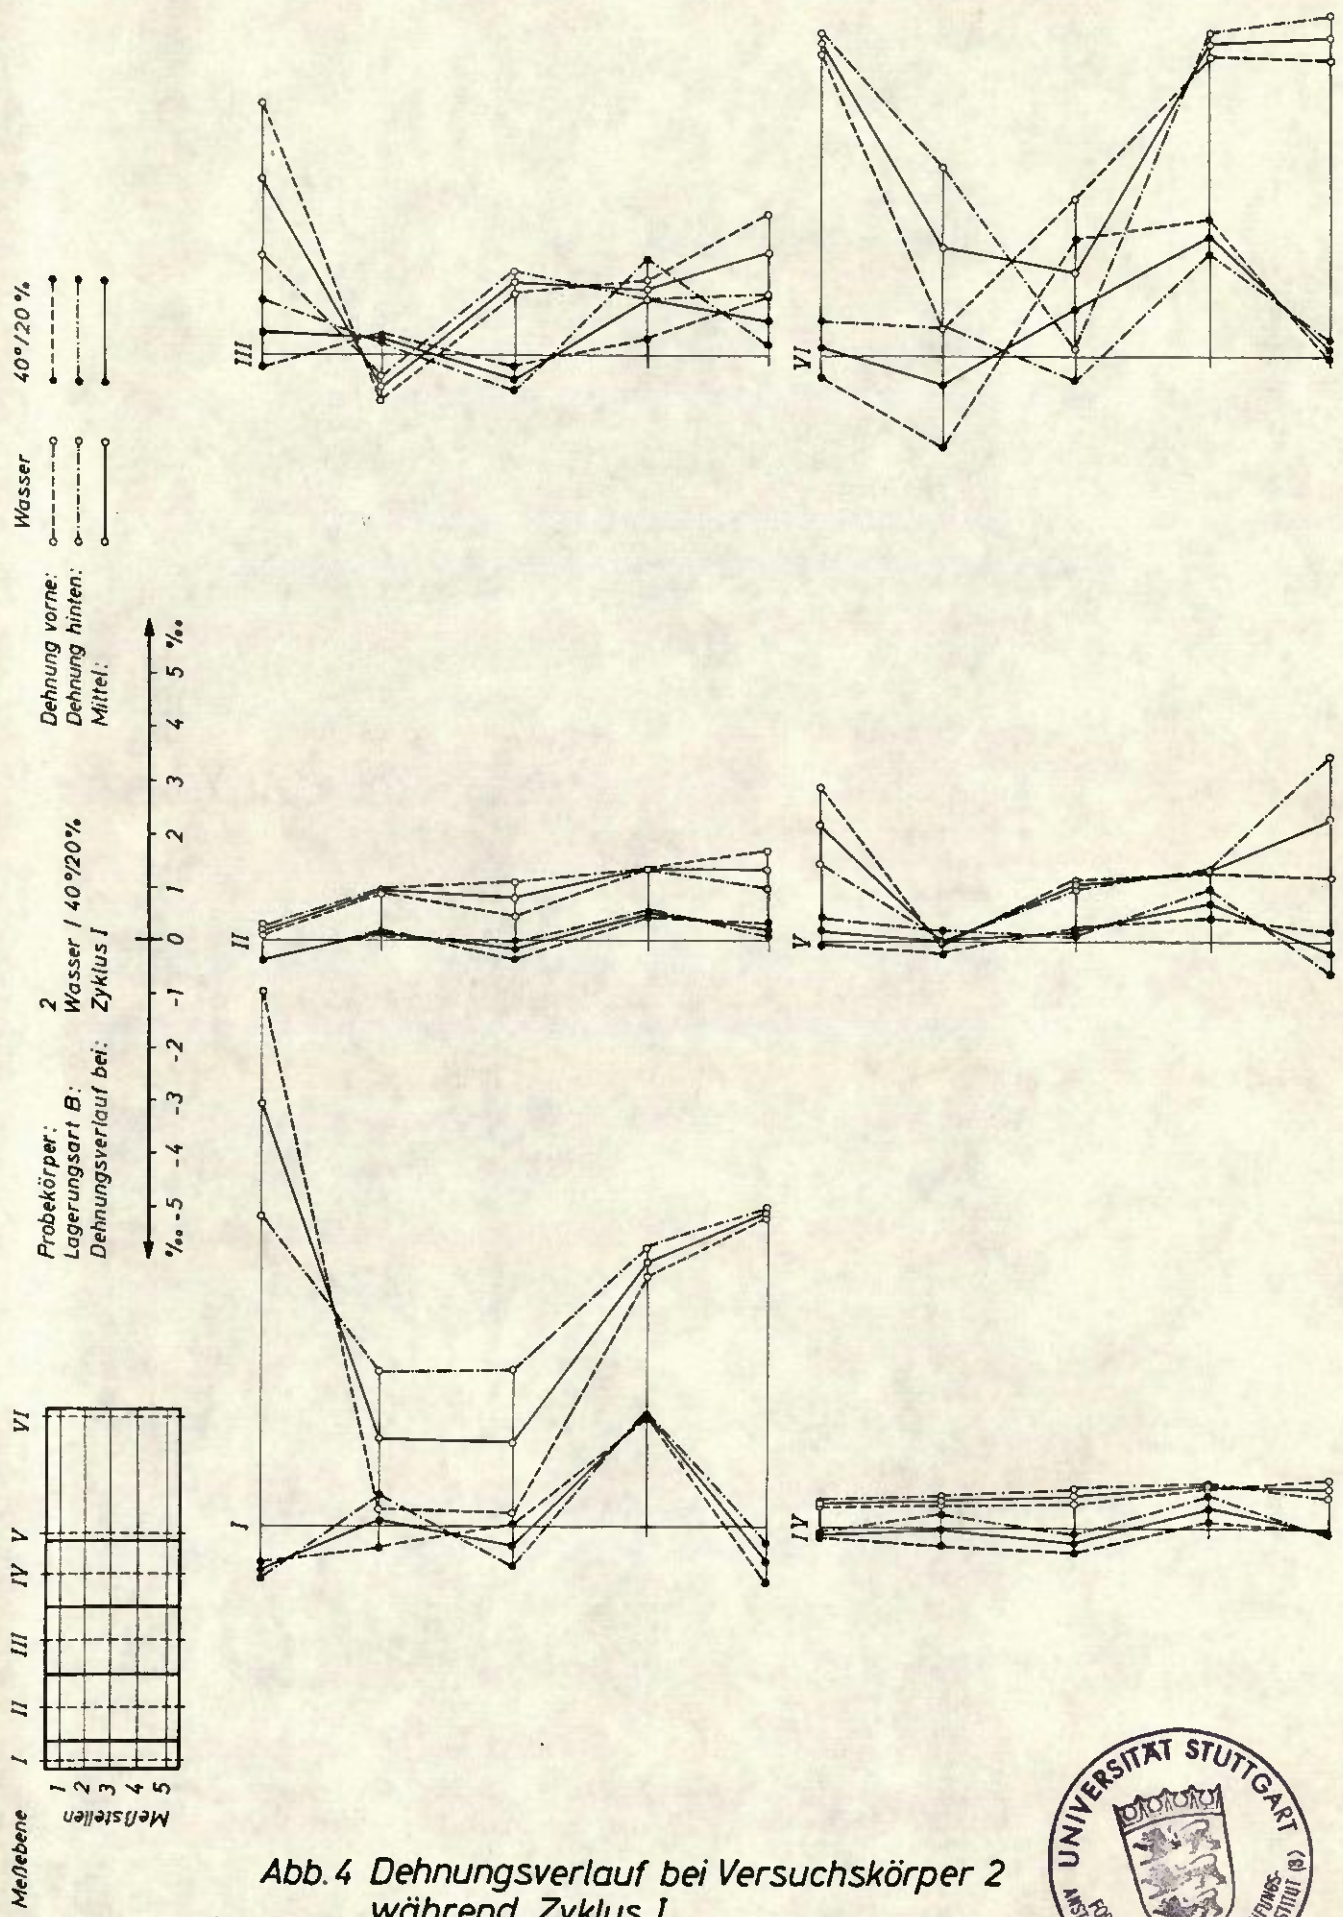 Meßebene I II III IV V VI
Meßstellen
1
2
3
4
5
Probekörper: 2
Lagerungsart B: Wasser / 40°/20%
Dehnungsverlauf bei: Zyklus I
Wasser 40°/20%
Dehnung vorne:
Dehnung hinten:
Mittel:
‰ -5 -4 -3 -2 -1 0 1 2 3 4 5 ‰
I
II
III
IV
V
VI
Abb. 4 Dehnungsverlauf bei Versuchskörper 2
während Zyklus I
UNIVERSITÄT STUTTGART (8)